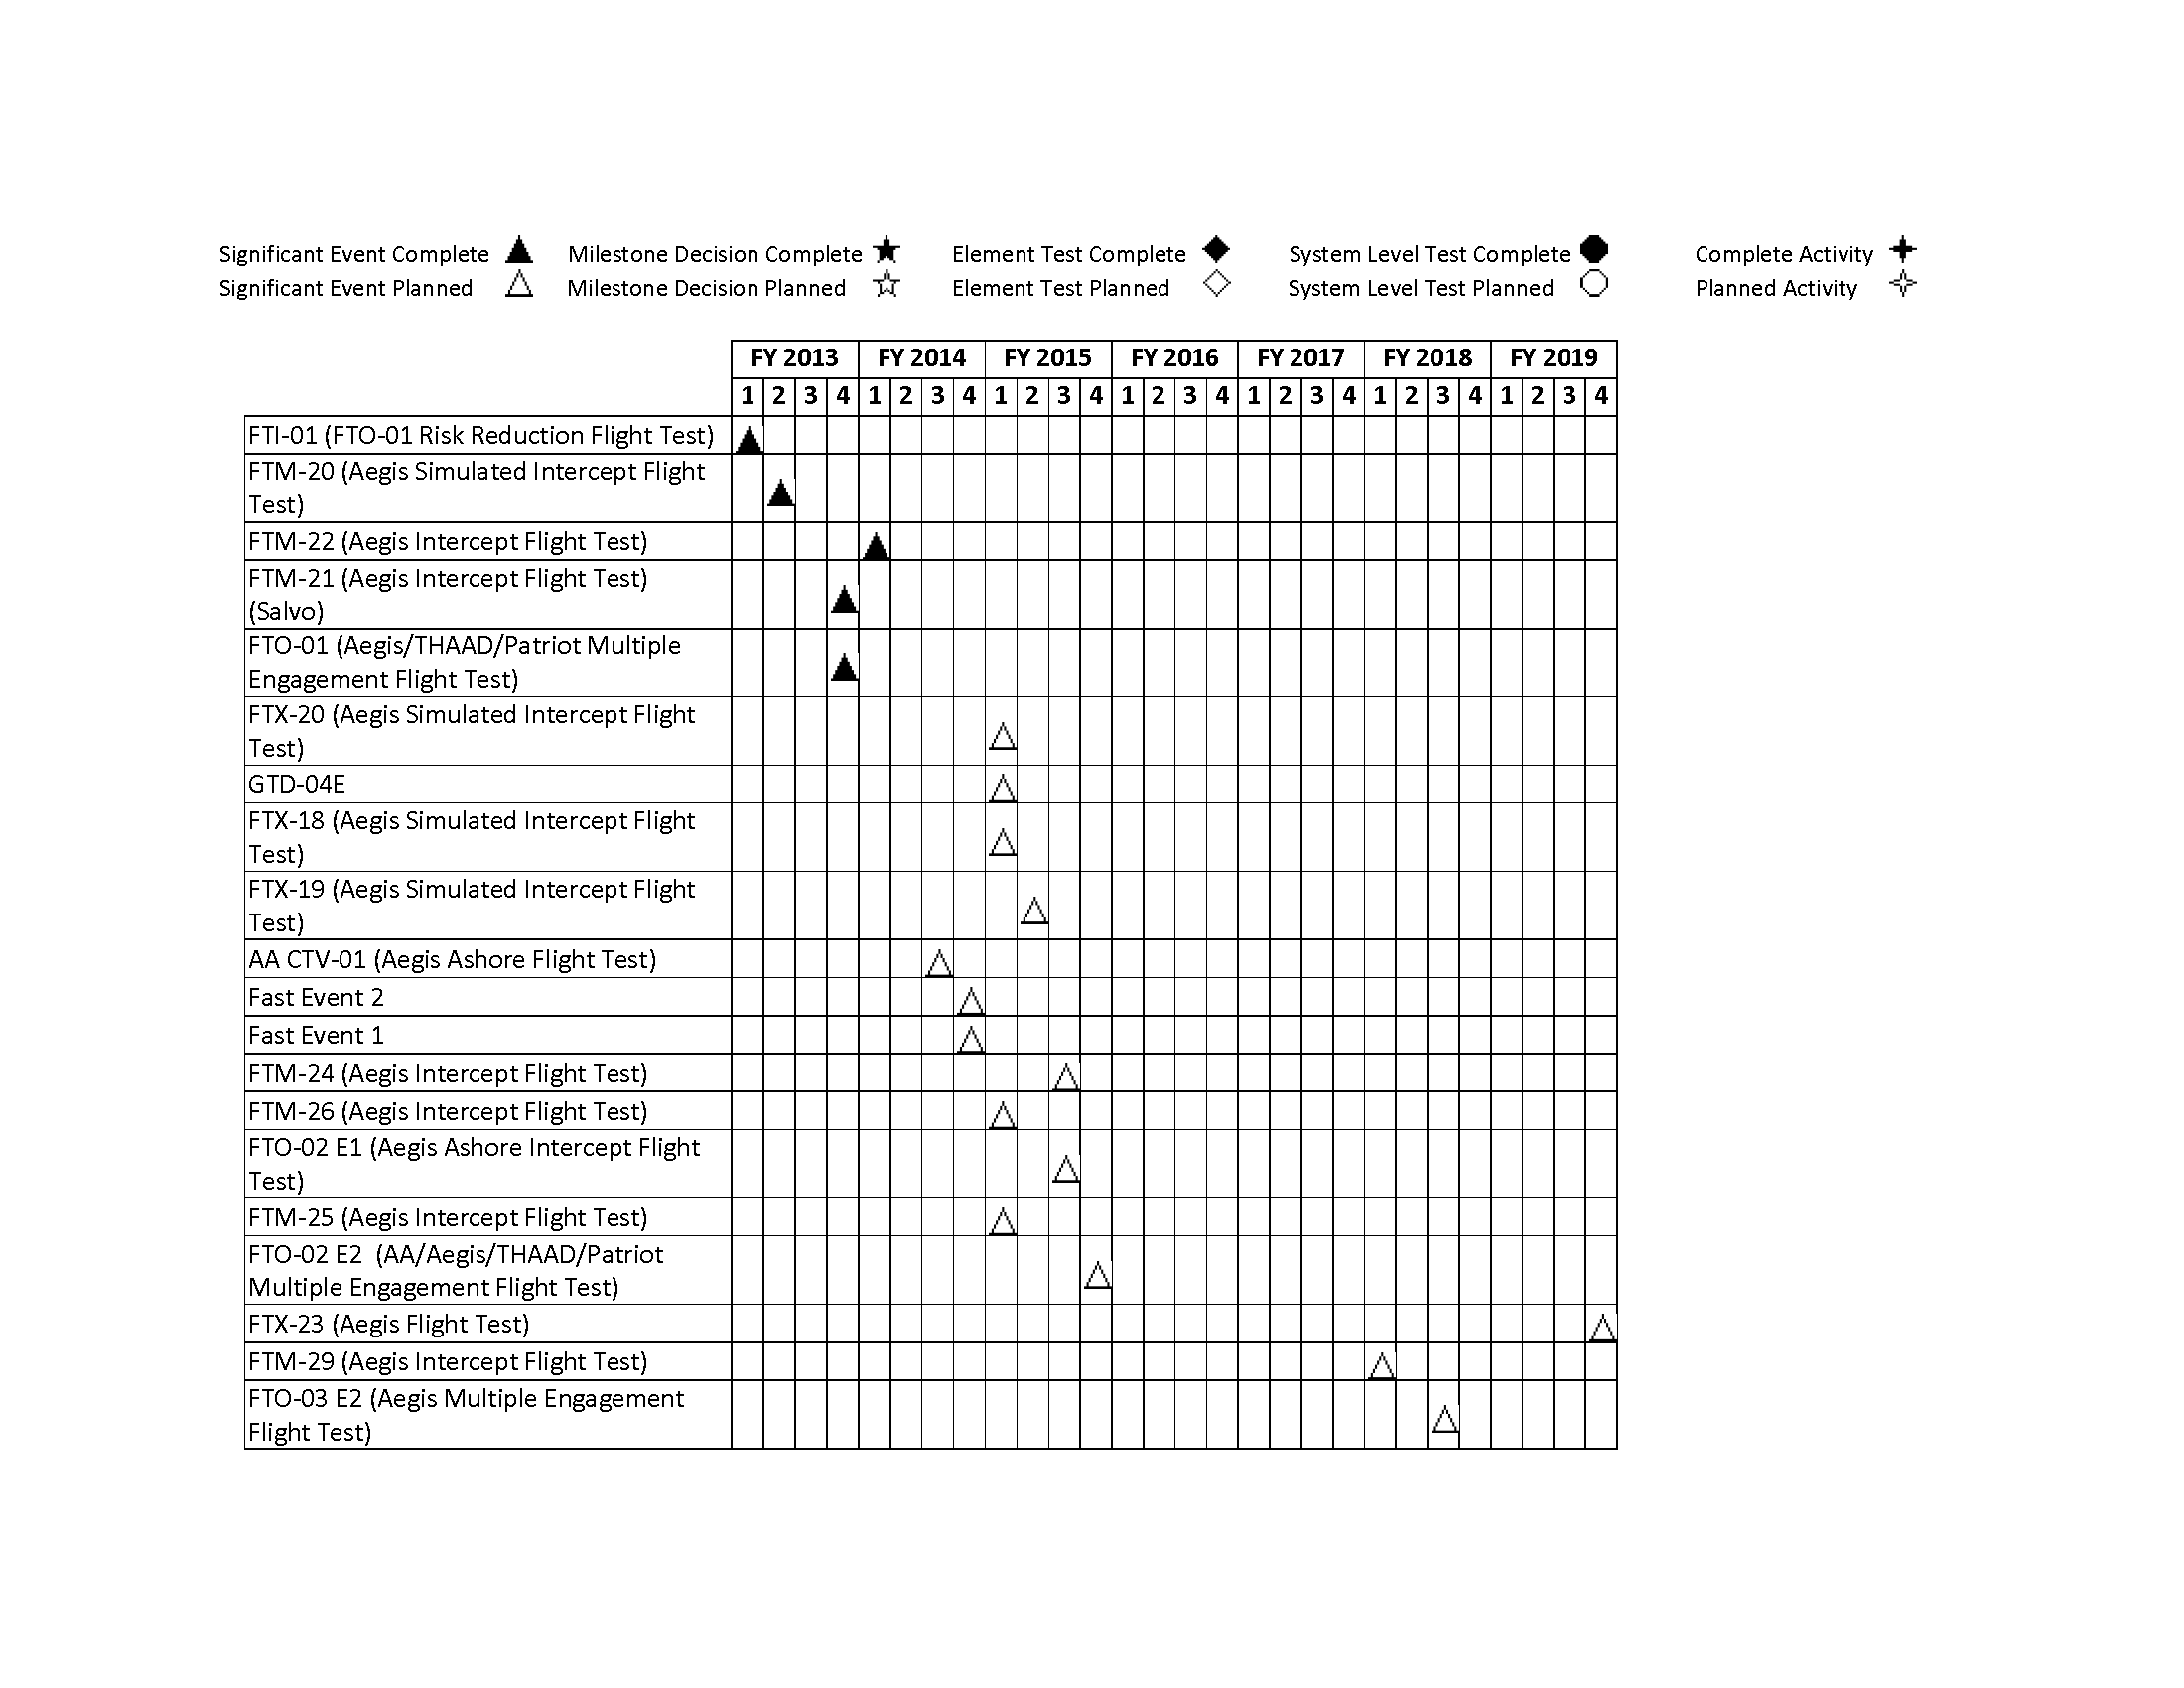 Significant Event Complete Milestone Decision Complete Element Test Complete System Level Test Complete Complete Activity
Significant Event Planned Milestone Decision Planned Element Test Planned System Level Test Planned Planned Activity
FY 2013 FY 2014 FY 2015 FY 2016 FY 2017 FY 2018 FY 2019
1 2 3 4 1 2 3 4 1 2 3 4 1 2 3 4 1 2 3 4 1 2 3 4 1 2 3 4
FTI-01 (FTO-01 Risk Reduction Flight Test)
FTM-20 (Aegis Simulated Intercept Flight
Test)
FTM-22 (Aegis Intercept Flight Test)
FTM-21 (Aegis Intercept Flight Test)
(Salvo)
FTO-01 (Aegis/THAAD/Patriot Multiple
Engagement Flight Test)
FTX-20 (Aegis Simulated Intercept Flight
Test)
GTD-04E
FTX-18 (Aegis Simulated Intercept Flight
Test)
FTX-19 (Aegis Simulated Intercept Flight
Test)
AA CTV-01 (Aegis Ashore Flight Test)
Fast Event 2
Fast Event 1
FTM-24 (Aegis Intercept Flight Test)
FTM-26 (Aegis Intercept Flight Test)
FTO-02 E1 (Aegis Ashore Intercept Flight
Test)
FTM-25 (Aegis Intercept Flight Test)
FTO-02 E2 (AA/Aegis/THAAD/Patriot
Multiple Engagement Flight Test)
FTX-23 (Aegis Flight Test)
FTM-29 (Aegis Intercept Flight Test)
FTO-03 E2 (Aegis Multiple Engagement
Flight Test)